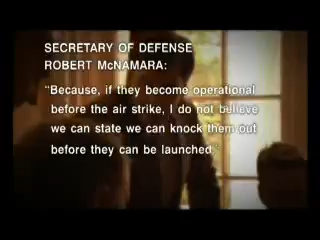 SECRETARY OF DEFENSE
ROBERT McNAMARA:
“Because, if they become operational
before the air strike, I do not believe
we can state we can knock them out
before they can be launched.”